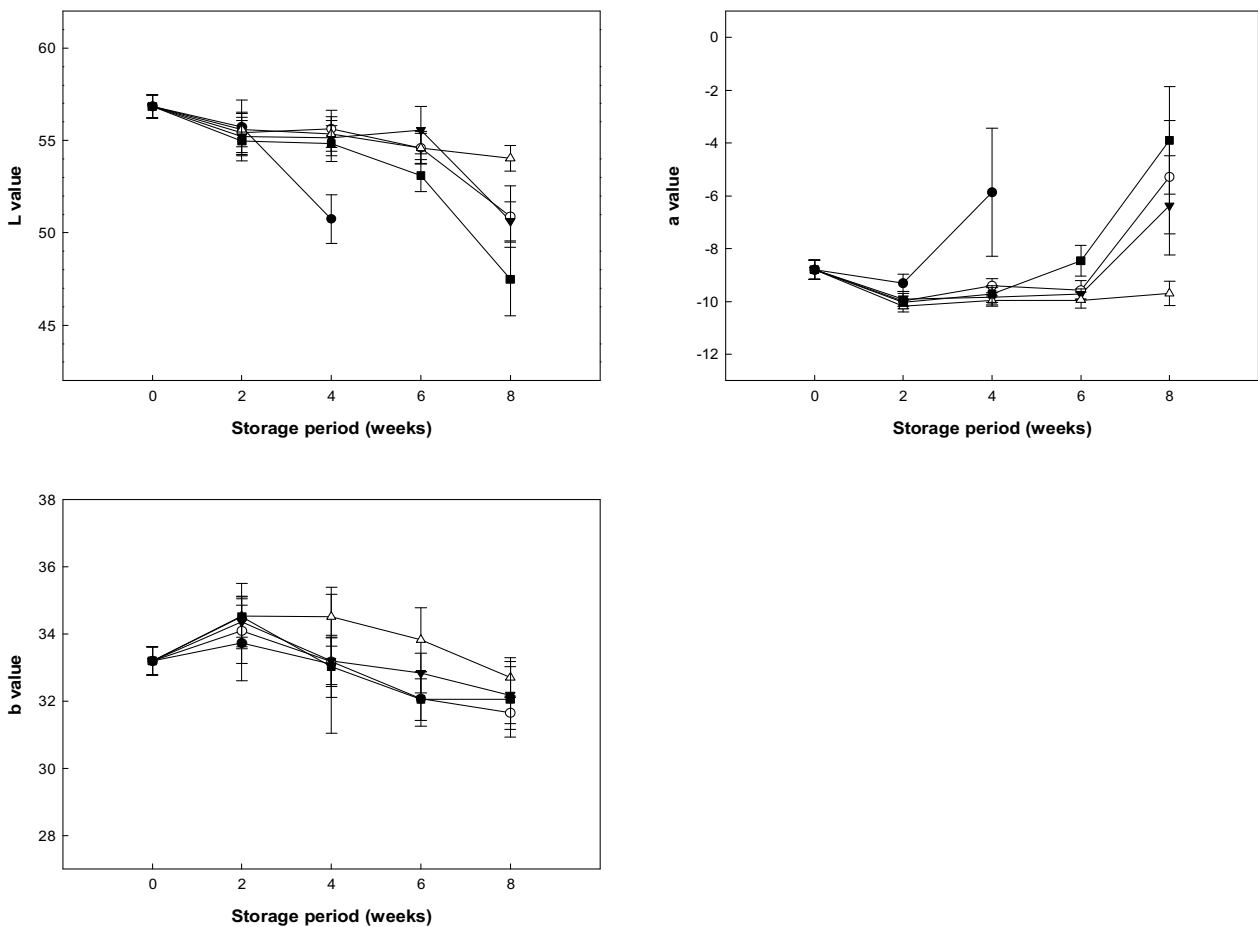 L value
60
55
50
45
0 2 4 6 8
Storage period (weeks)
a value
0
-2
-4
-6
-8
-10
-12
0 2 4 6 8
Storage period (weeks)
b value
38
36
34
32
30
28
0 2 4 6 8
Storage period (weeks)